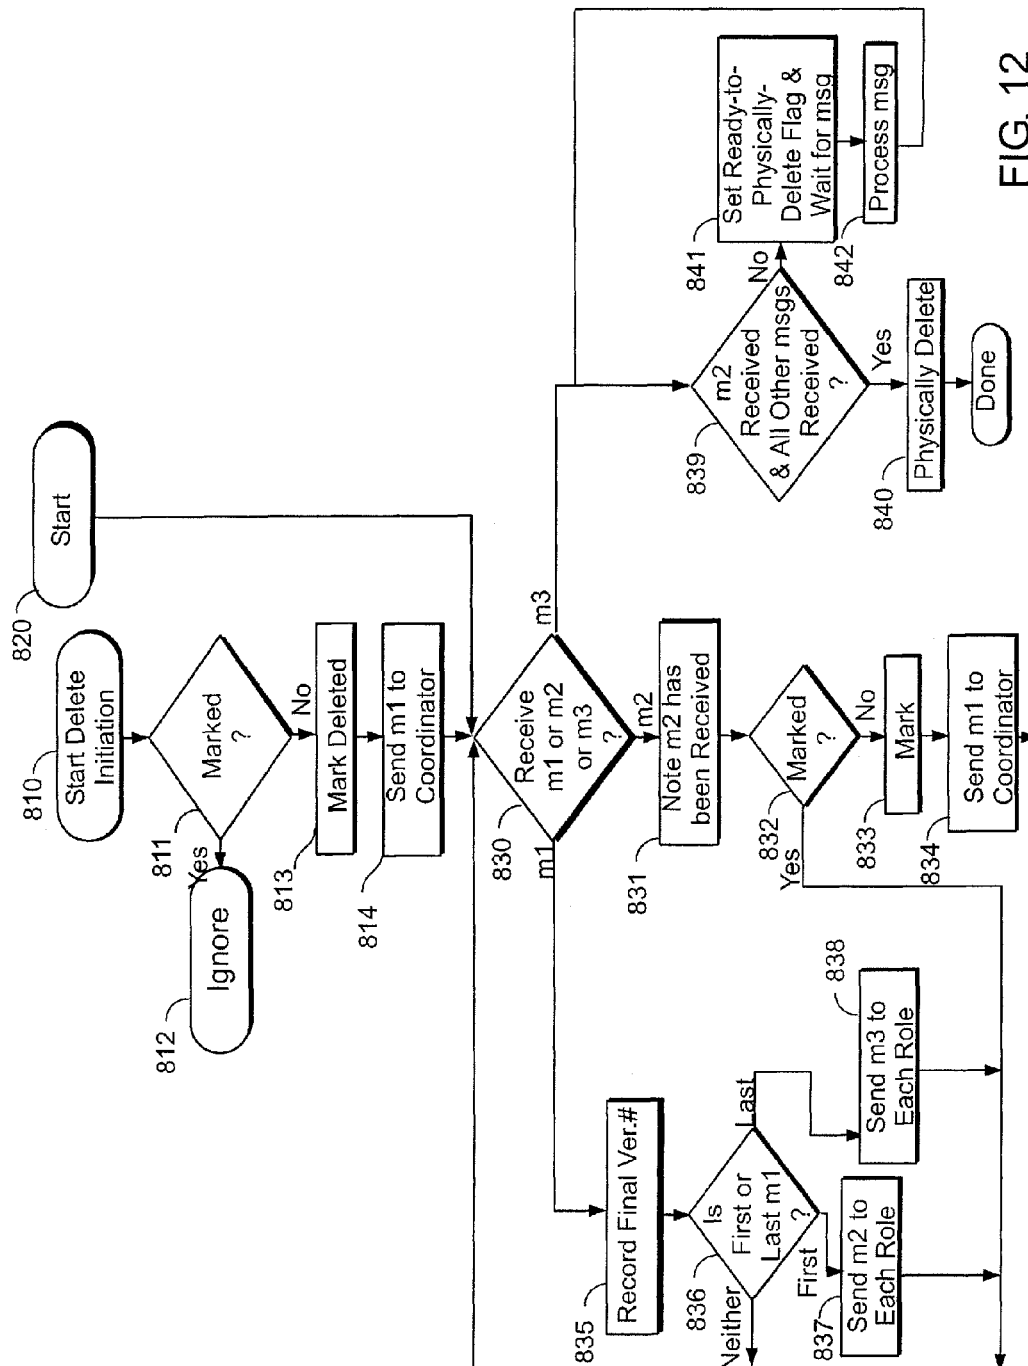 820
Start
810
Start Delete
Initiation
811
Marked
?
Yes
No
812
Ignore
813
Mark Deleted
814
Send m1 to
Coordinator
830
Receive
m1 or m2
or m3
?
m1
m2
m3
831
Note m2 has
been Received
832
Marked
?
Yes
No
833
Mark
834
Send m1 to
Coordinator
835
Record Final Ver.#
836
Is
First or
Last m1
?
Neither
First
Last
837
Send m2 to
Each Role
838
Send m3 to
Each Role
839
m2
Received
& All Other msgs
Received
?
No
Yes
840
Physically Delete
Done
841
Set Ready-to-
Physically-
Delete Flag &
Wait for msg
842
Process msg
FIG. 12